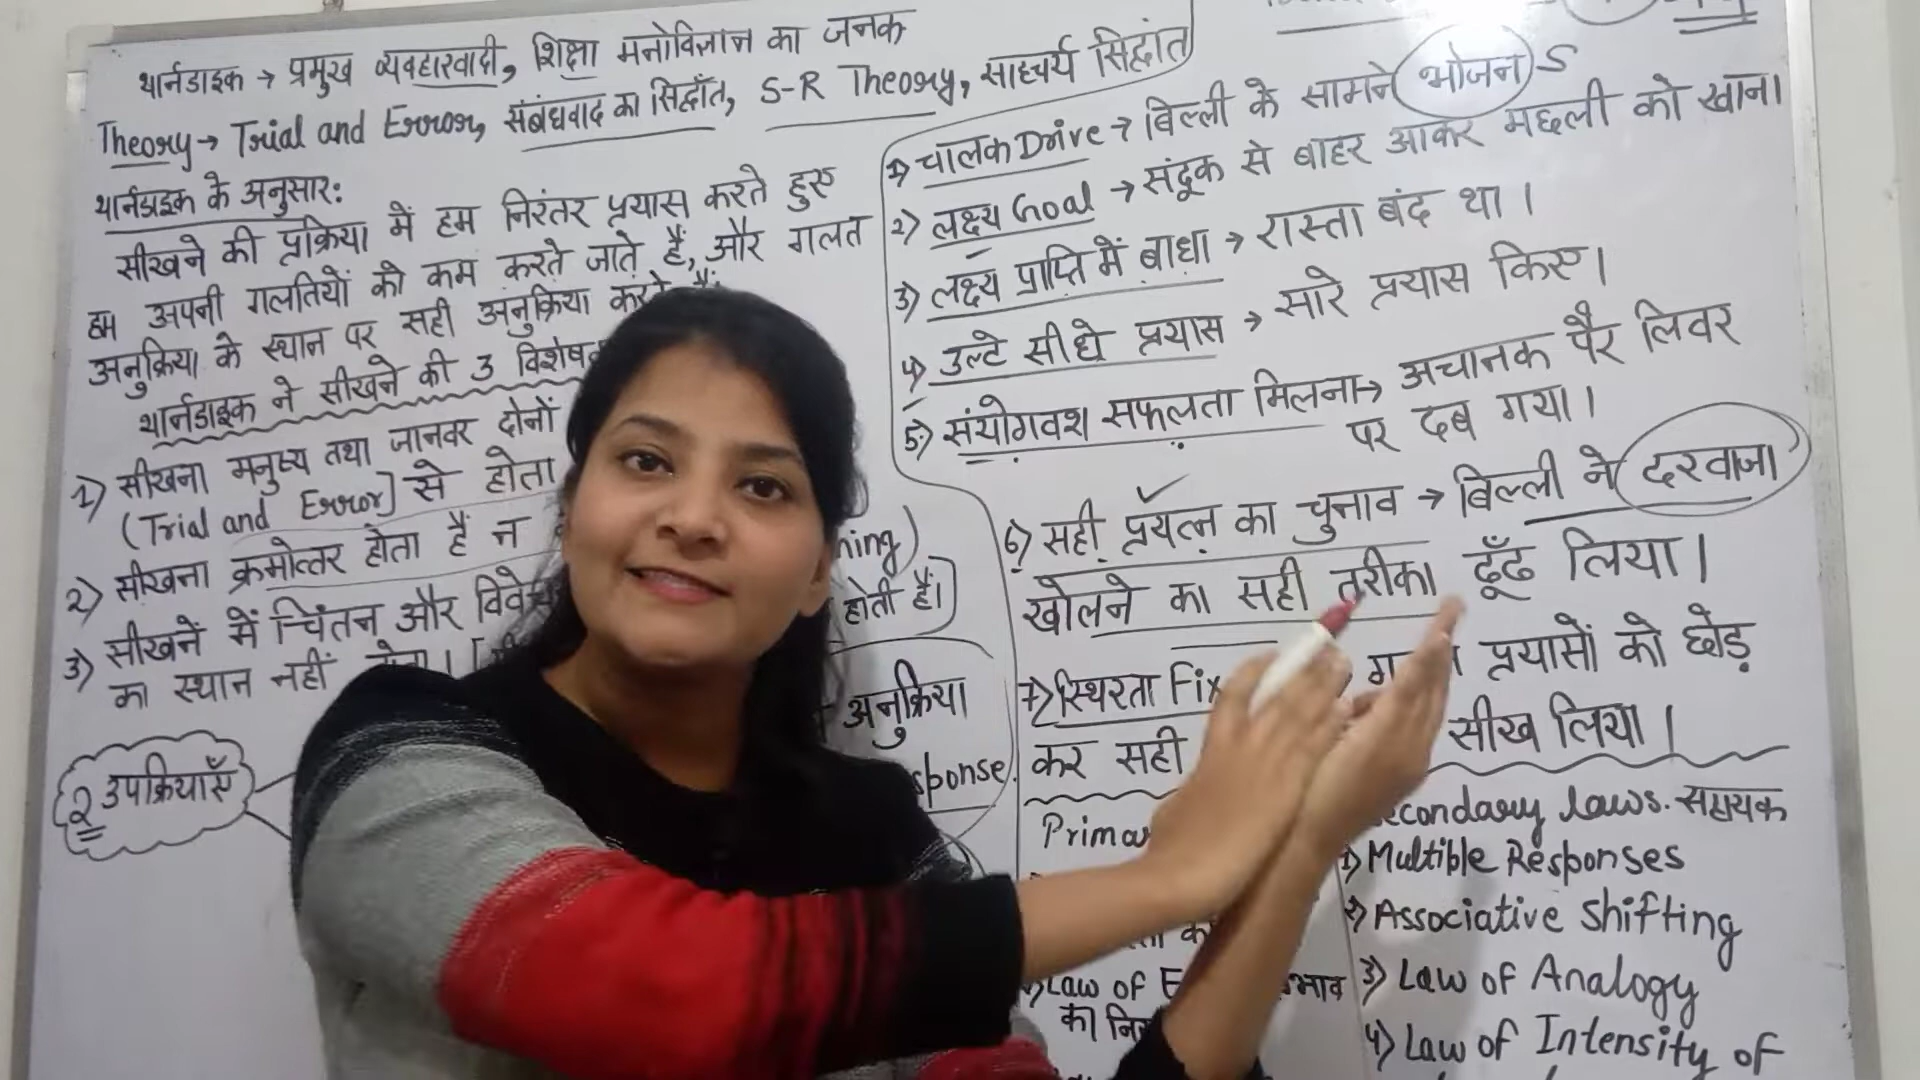 थार्नडाइक → प्रमुख व्यवहारवादी, शिक्षा मनोविज्ञान का जनक
Theory → Trial and Error, संबंधवाद का सिद्धाँत, S-R Theory, साहचर्य सिद्दांत
थार्नडाइक के अनुसार:
सीखने की प्रक्रिया में हम निरंतर प्रयास करते हुए
हम अपनी गलतियों को कम करते जाते हैं, और गलत
अनुक्रिया के स्थान पर सही अनुक्रिया करते
थार्नडाइक ने सीखने की 3
1) सीखना मनुष्य तथा जानवर दोनों
(Trial and Error) से होता
2) सीखना क्रमोत्तर होता हैं न
3) सीखनें में चिंतन और
का स्थान नहीं
होती हैं।
2 उपक्रियाएँ
अनुक्रिया
1) चालक Drive → बिल्ली के सामने भोजन S
2) लक्ष्य Goal → संदूक से बाहर आकर मछली को खाना
3) लक्ष्य प्राप्ति में बाधा → रास्ता बंद था।
4) उल्टे सीधे प्रयास → सारे प्रयास किए।
5) संयोगवश सफलता मिलना → अचानक पैर लिवर
पर दब गया।
6) सही प्रयत्न का चुनाव → बिल्ली ने दरवाजा
खोलने का सही तरीका ढूँढ लिया।
7) स्थिरता प्रयासों को छोड़
कर सही सीख लिया।
laws. सहायक
1) Multible Responses
2) Associative Shifting
3) Law of Analogy
4) Law of Intensity of
Law of